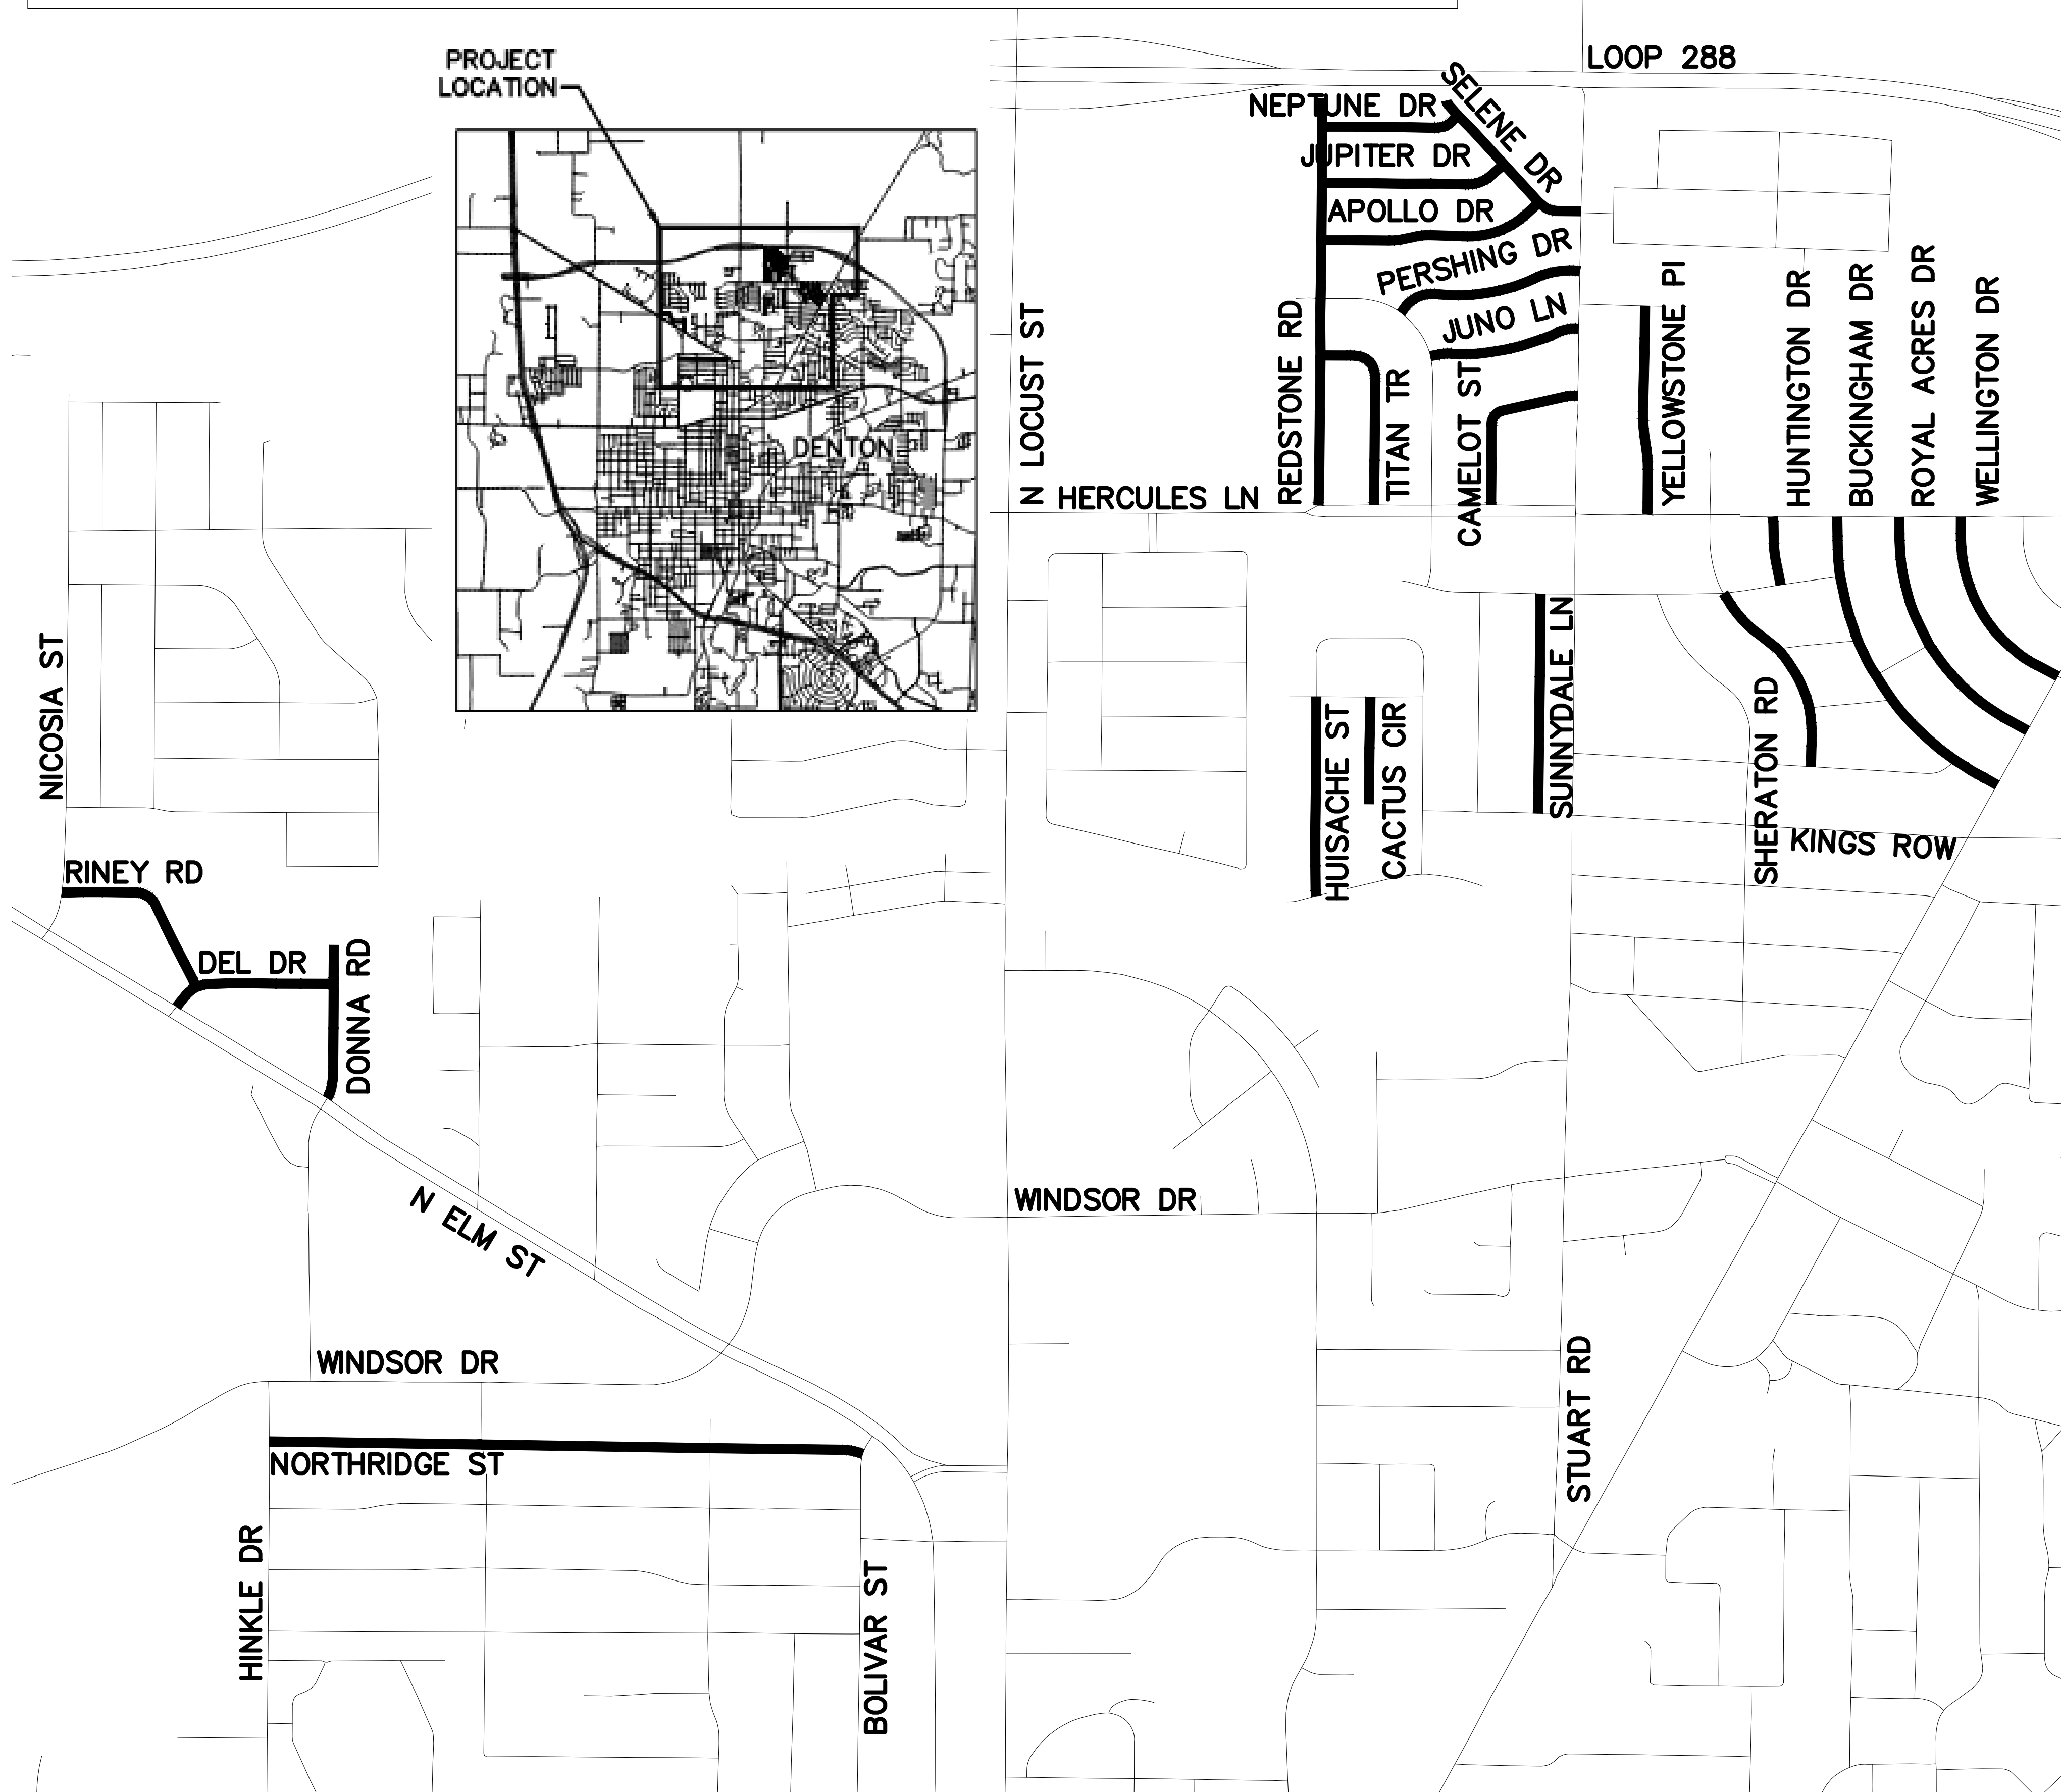 PROJECT
LOCATION
LOOP 288
NEPTUNE DR
SELENE DR
JUPITER DR
APOLLO DR
PERSHING DR
JUNO LN
N LOCUST ST
REDSTONE RD
TITAN TR
CAMELOT ST
YELLOWSTONE Pl
HUNTINGTON DR
BUCKINGHAM DR
ROYAL ACRES DR
WELLINGTON DR
DENTON
HERCULES LN
NICOSIA ST
SUNNYDALE LN
HUISACHE ST
CACTUS CIR
SHERATON RD
KINGS ROW
RINEY RD
DEL DR
DONNA RD
N ELM ST
WINDSOR DR
WINDSOR DR
STUART RD
NORTHRIDGE ST
HINKLE DR
BOLIVAR ST